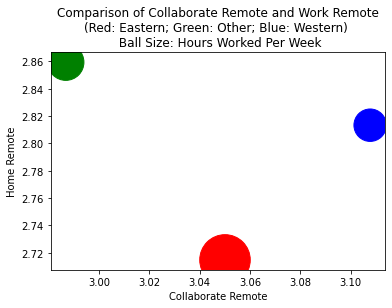 Comparison of Collaborate Remote and Work Remote
(Red: Eastern; Green: Other; Blue: Western)
Ball Size: Hours Worked Per Week
2.86
2.84
2.82
2.80
2.78
2.76
2.74
2.72
Home Remote
3.00
3.02
3.04
3.06
3.08
3.10
Collaborate Remote